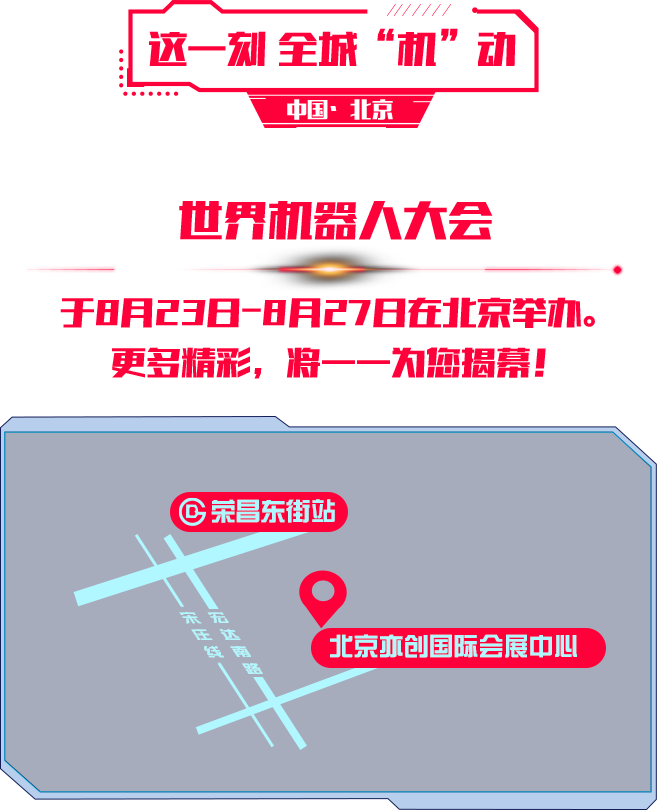 这一刻 全城“机”动
中国·北京
世界机器人大会
于8月23日-8月27日在北京举办。
更多精彩，将一一为您揭幕！
荣昌东街站
宏达南路
宋庄线
北京亦创国际会展中心